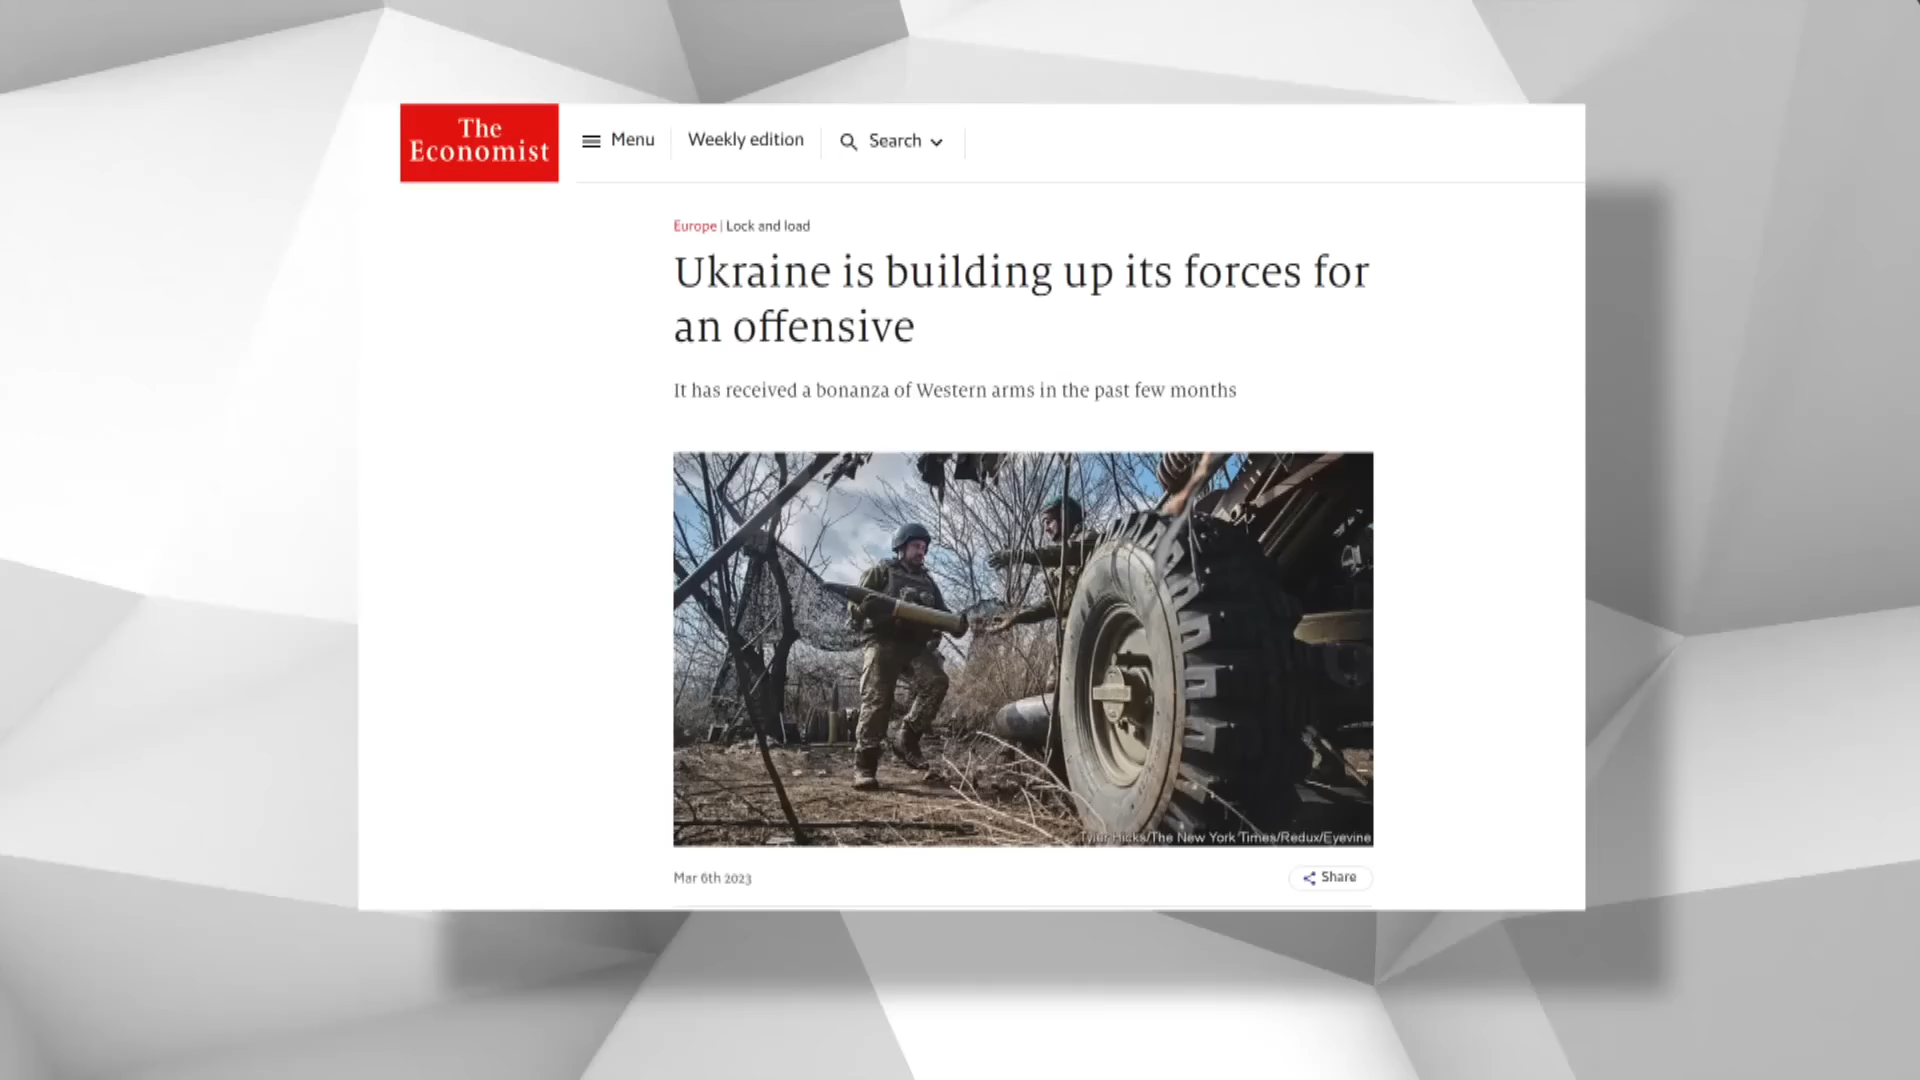 The
Economist
Menu
Weekly edition
Search
Europe | Lock and load
Ukraine is building up its forces for
an offensive
It has received a bonanza of Western arms in the past few months
Tyler Hicks/The New York Times/Redux/Eyevine
Mar 6th 2023
Share